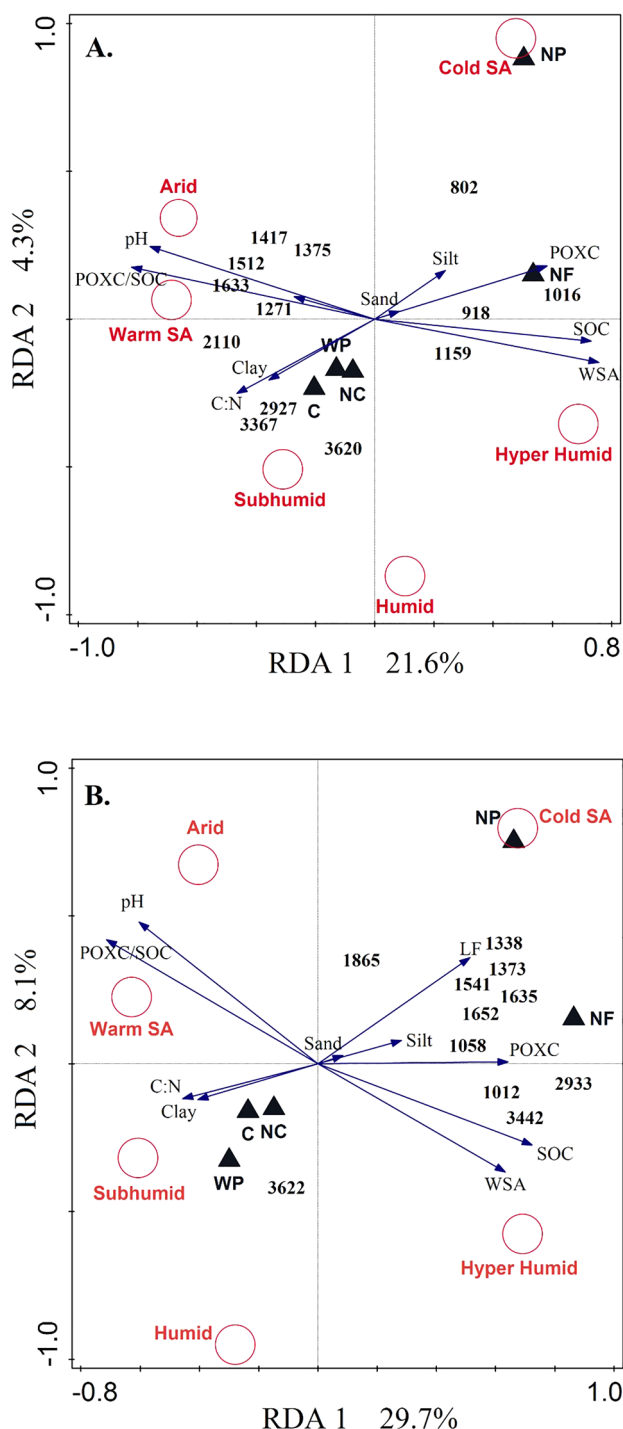 A.
1.0
NP
Cold SA
802
Arid
1417
pH
1375
Silt
POXC
1512
NF
POXC/SOC
1633
Sand
1016
1271
918
SOC
Warm SA
2110
WP
1159
Clay
NC
WSA
C:N
2927
C
3367
3620
Hyper Humid
Subhumid
Humid
RDA 2 4.3%
-1.0
-1.0
0.8
RDA 1 21.6%
B.
1.0
NP
Cold SA
Arid
pH
LF
1338
POXC/SOC
1865
1373
1541
1635
Warm SA
1652
NF
Sand
Silt
1058
POXC
C:N
2933
Clay
1012
C
NC
3442
SOC
Subhumid
WP
3622
WSA
Hyper Humid
Humid
RDA 2 8.1%
-1.0
-0.8
1.0
RDA 1 29.7%